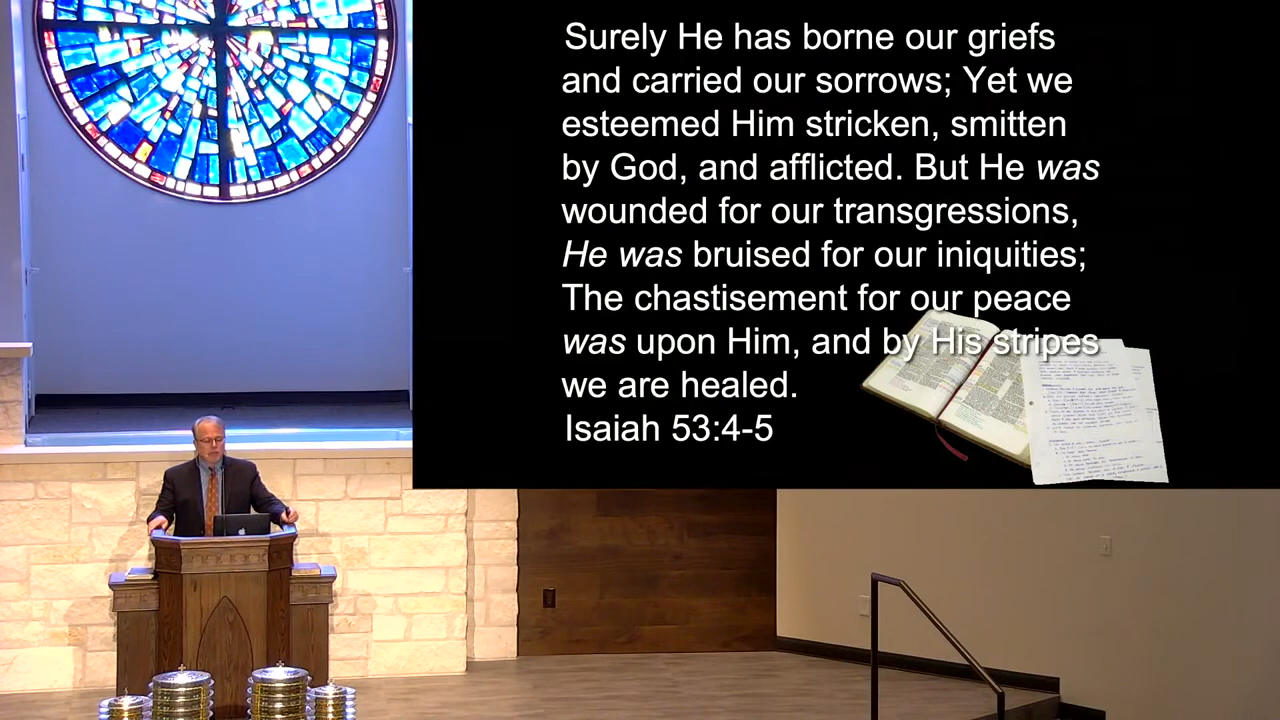 Surely He has borne our griefs
and carried our sorrows; Yet we
esteemed Him stricken, smitten
by God, and afflicted. But He was
wounded for our transgressions,
He was bruised for our iniquities;
The chastisement for our peace
was upon Him, and by His stripes
we are healed.
Isaiah 53:4-5